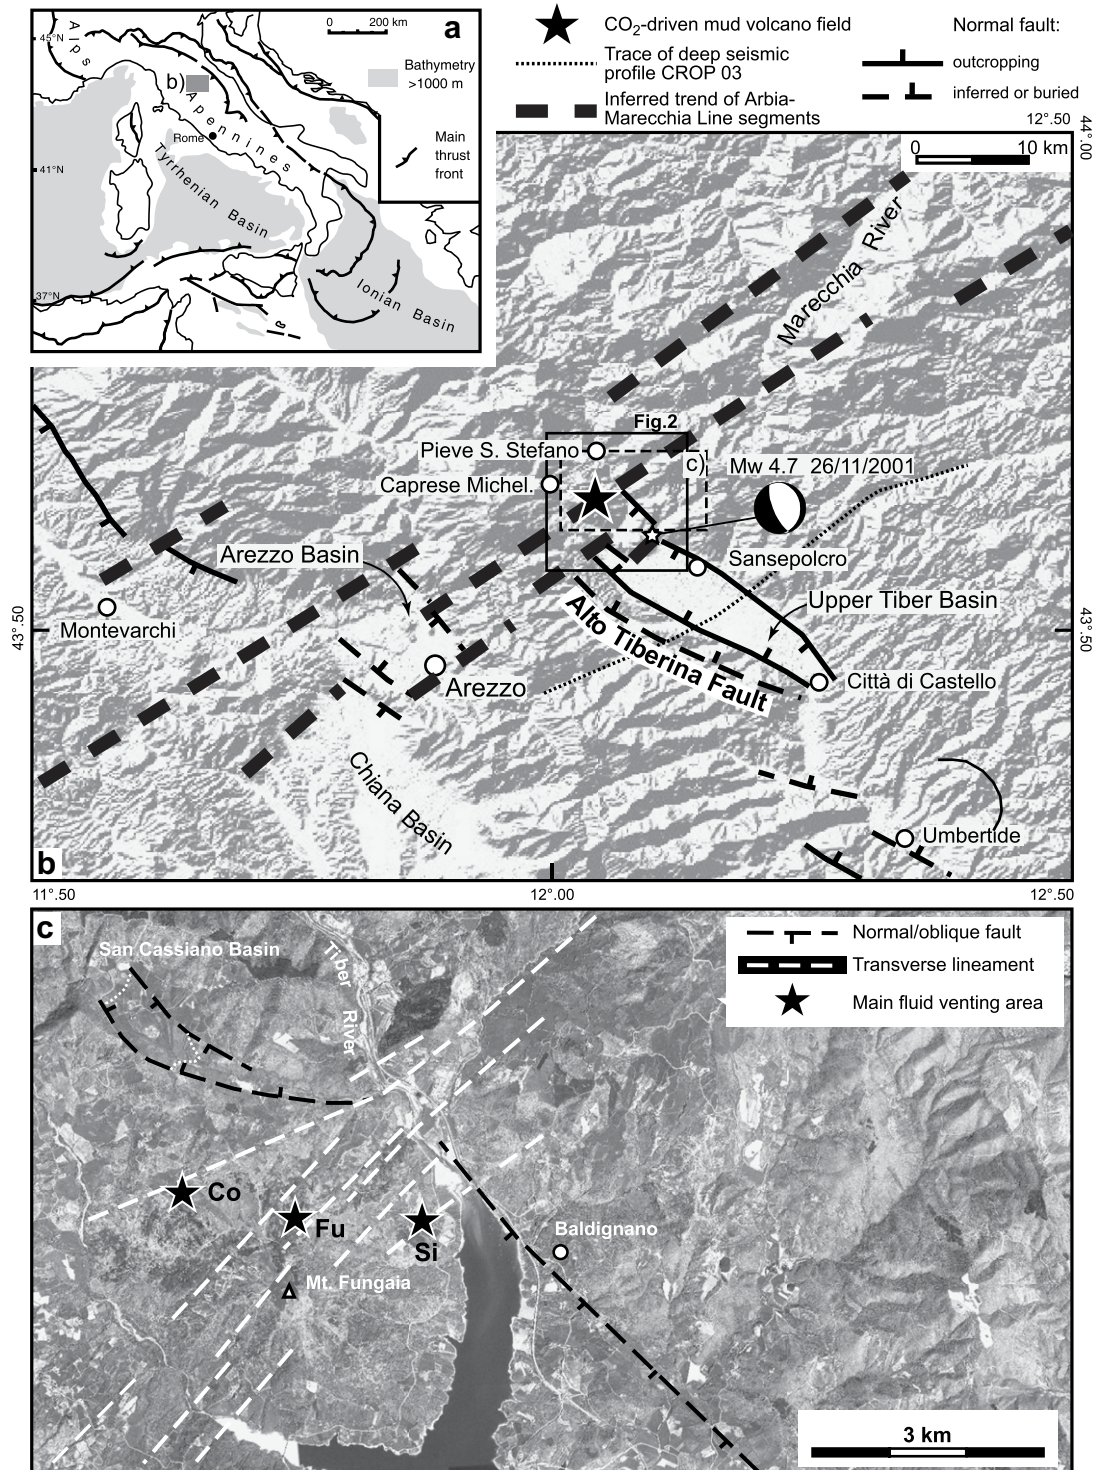 a
0 200 km
45°N
Alps
Bathymetry
>1000 m
b)
Apennines
Rome
Main
thrust
front
41°N
Tyrrhenian Basin
37°N
Ionian Basin
CO2-driven mud volcano field
Trace of deep seismic
profile CROP 03
Inferred trend of Arbia-
Marecchia Line segments
Normal fault:
outcropping
inferred or buried
12°.50
44°.00
0 10 km
Marecchia River
Fig.2
Pieve S. Stefano
c)
Mw 4.7 26/11/2001
Caprese Michel.
Arezzo Basin
Sansepolcro
Upper Tiber Basin
Montevarchi
43°.50
43°.50
Alto Tiberina Fault
Arezzo
Città di Castello
Chiana Basin
Umbertide
b
11°.50
12°.00
12°.50
c
San Cassiano Basin
Tiber River
Normal/oblique fault
Transverse lineament
Main fluid venting area
Co
Fu
Si
Baldignano
Mt. Fungaia
3 km